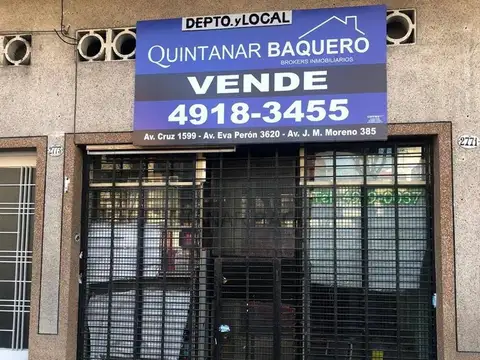 DEPTO. y LOCAL
QUINTANAR BAQUERO
BROKERS INMOBILIARIOS
VENDE
4918-3455
Av. Cruz 1599 - Av. Eva Perón 3620 - Av. J. M. Moreno 385
2771